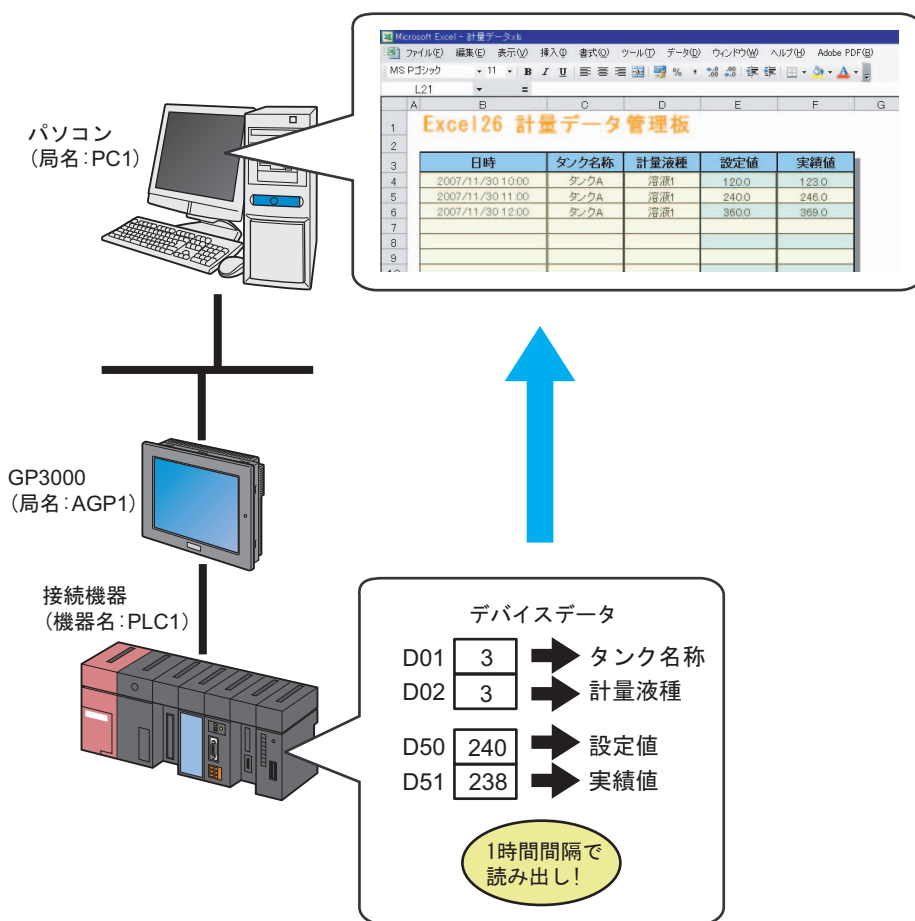 Microsoft Excel - 計量データ.xls
ファイル(F) 編集(E) 表示(V) 挿入(I) 書式(O) ツール(T) データ(D) ウィンドウ(W) ヘルプ(H) Adobe PDF(B)
MS Pゴシック 11 B I U % ,
L21 =
A B C D E F G
1 Excel26 計量データ管理板
2
3 日時 タンク名称 計量液種 設定値 実績値
4 2007/11/30 10:00 タンクA 溶液1 120.0 123.0
5 2007/11/30 11:00 タンクA 溶液1 240.0 246.0
6 2007/11/30 12:00 タンクA 溶液1 360.0 369.0
7
8
9
パソコン
(局名:PC1)
GP3000
(局名:AGP1)
接続機器
(機器名:PLC1)
デバイスデータ
D01 3 タンク名称
D02 3 計量液種
D50 240 設定値
D51 238 実績値
1時間間隔で
読み出し!